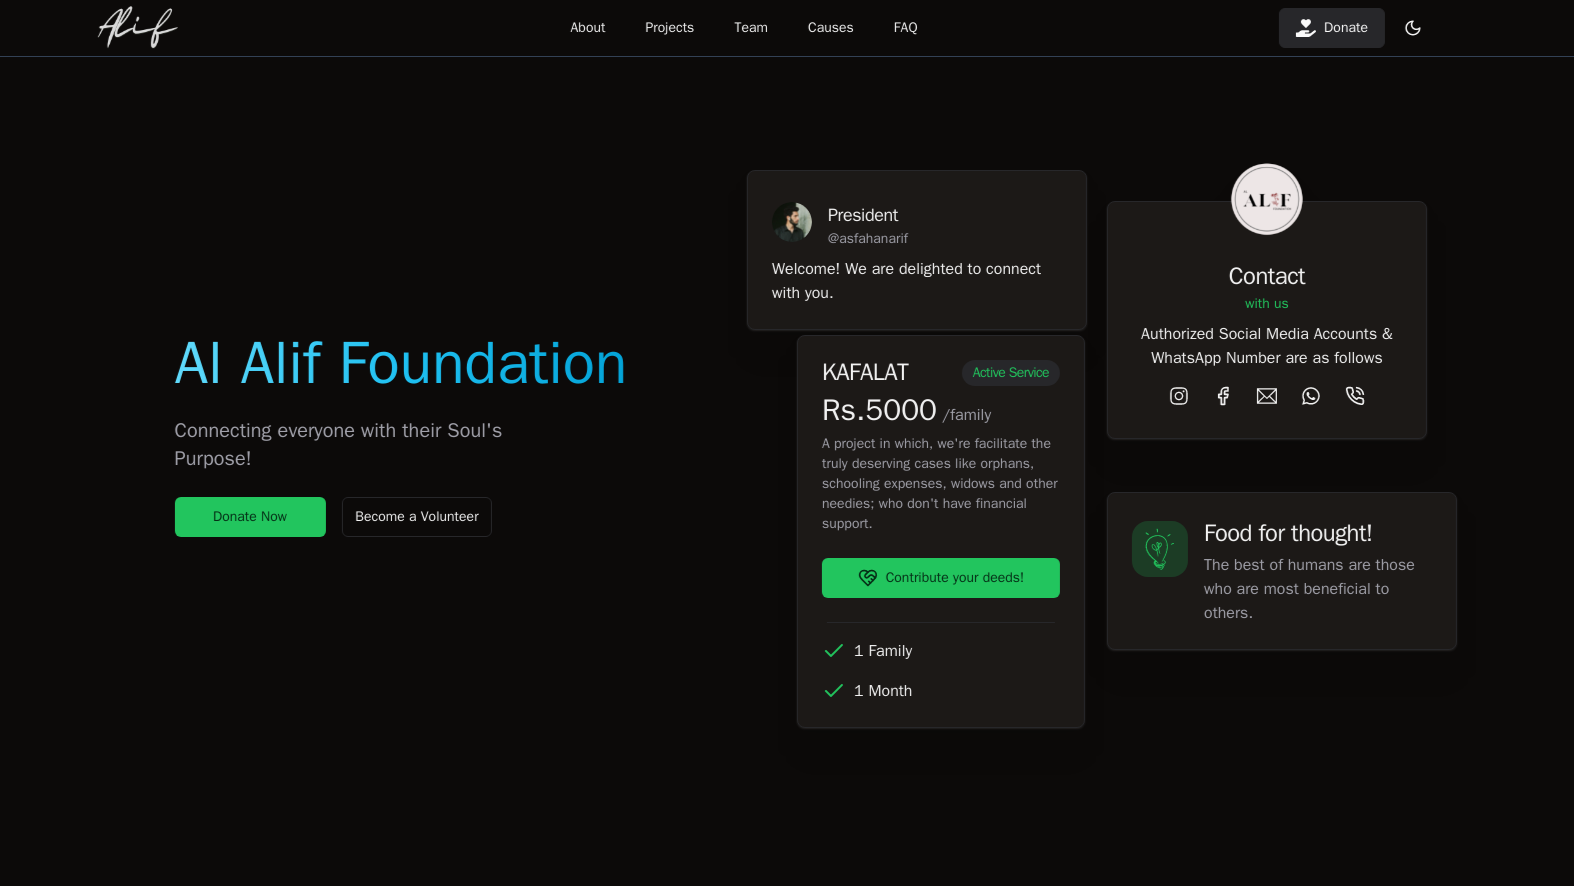 Alif
About
Projects
Team
Causes
FAQ
Donate
Al Alif Foundation
Connecting everyone with their Soul's
Purpose!
Donate Now
Become a Volunteer
President
@asfahanarif
Welcome! We are delighted to connect
with you.
KAFALAT
Active Service
Rs.5000 /family
A project in which, we're facilitate the
truly deserving cases like orphans,
schooling expenses, widows and other
needies; who don't have financial
support.
Contribute your deeds!
1 Family
1 Month
ALIF
FOUNDATION
Contact
with us
Authorized Social Media Accounts &
WhatsApp Number are as follows
Food for thought!
The best of humans are those
who are most beneficial to
others.